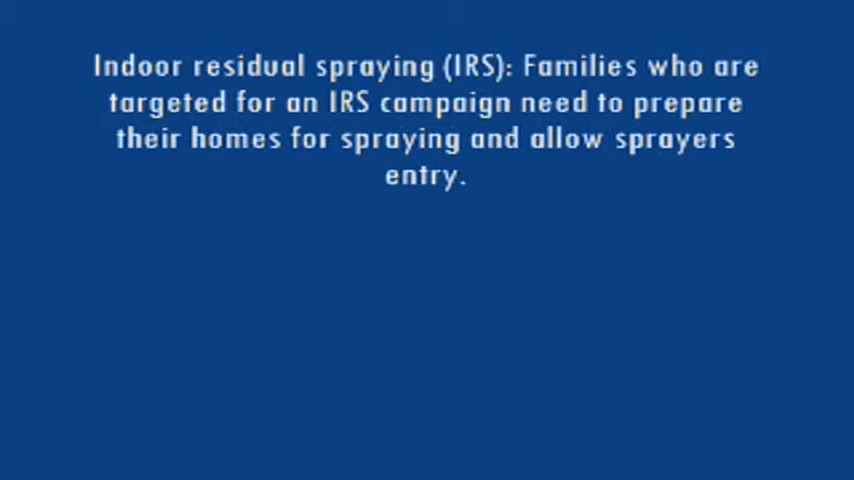 Indoor residual spraying (IRS): Families who are
targeted for an IRS campaign need to prepare
their homes for spraying and allow sprayers
entry.